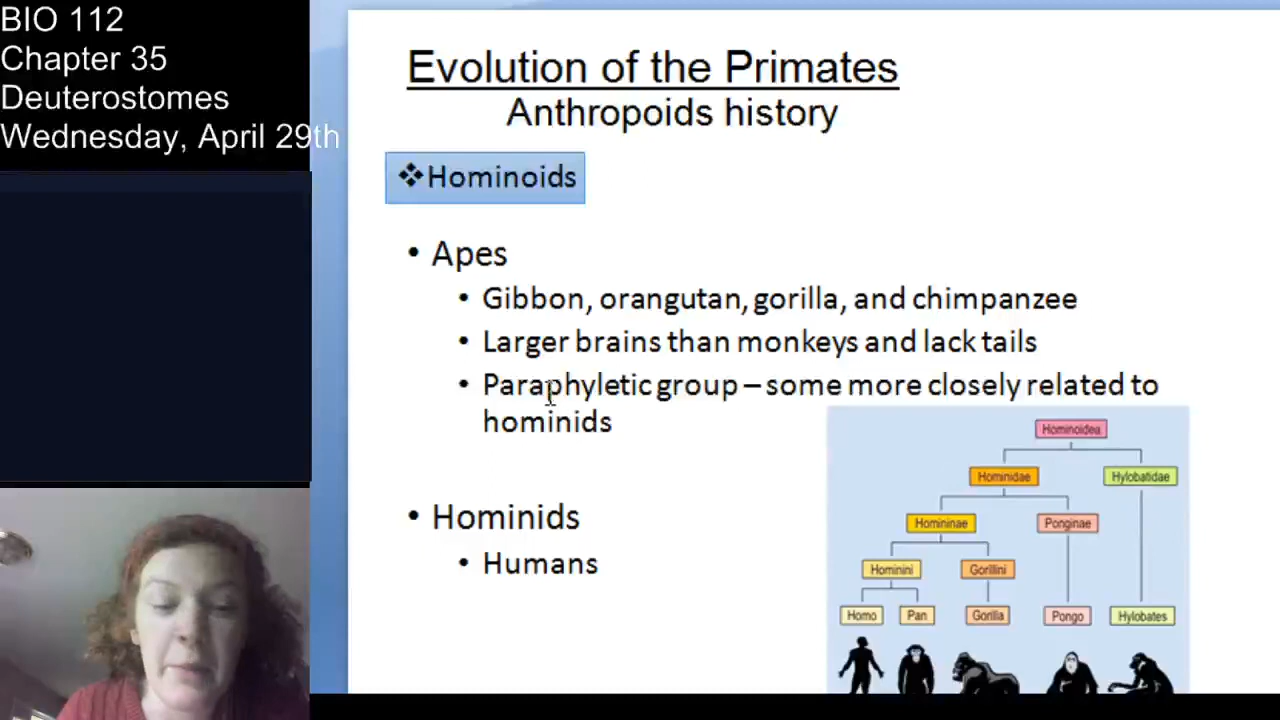 BIO 112
Chapter 35
Deuterostomes
Wednesday, April 29th
Evolution of the Primates
Anthropoids history
❖Hominoids
• Apes
• Gibbon, orangutan, gorilla, and chimpanzee
• Larger brains than monkeys and lack tails
• Paraphyletic group – some more closely related to
hominids
• Hominids
• Humans
Hominoidea
Hominidae
Hylobatidae
Homininae
Ponginae
Hominini
Gorillini
Homo
Pan
Gorilla
Pongo
Hylobates